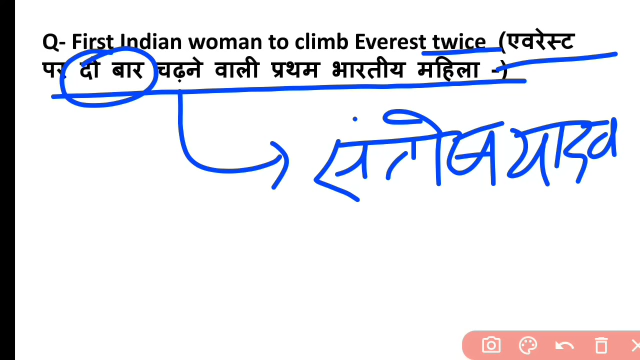 Q- First Indian woman to climb Everest twice (एवरेस्ट
पर दो बार चढ़ने वाली प्रथम भारतीय महिला -)
संतोष यादव